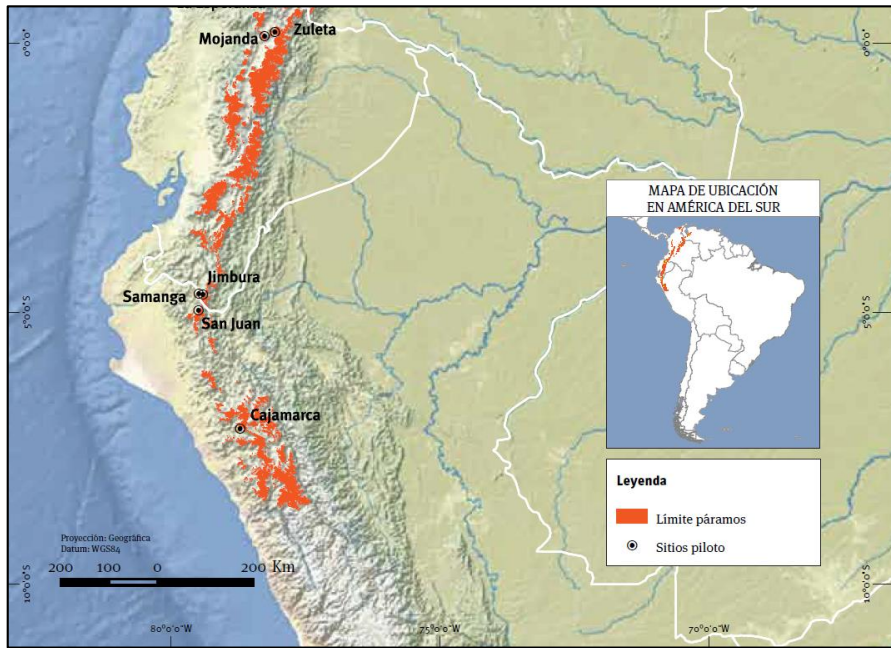 Mojanda
Zuleta
0°0'0"
0°0'0"
MAPA DE UBICACIÓN
EN AMÉRICA DEL SUR
Jimbura
Samanga
San Juan
5°0'0"S
5°0'0"S
Cajamarca
Leyenda
Límite páramos
Sitios piloto
Proyección: Geográfica
Datum: WGS84
200 100 0 200 Km
10°0'0"S
10°0'0"S
80°0'0"W
75°0'0"W
70°0'0"W